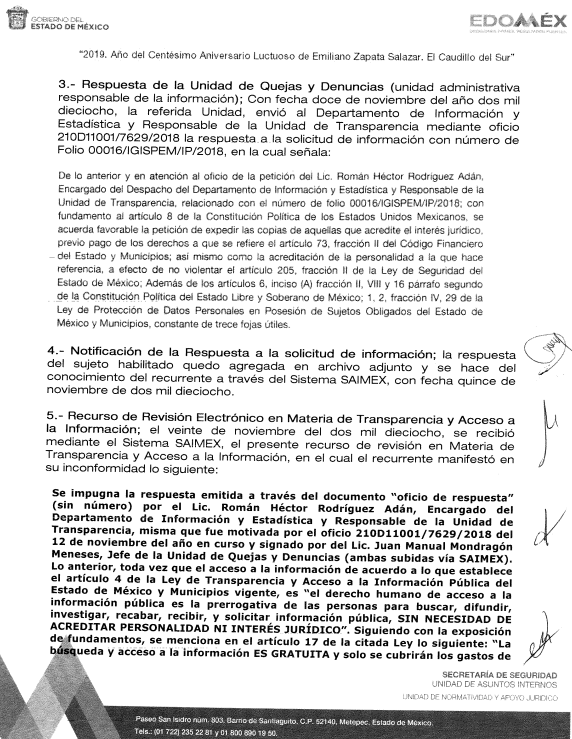 GOBIERNO DEL
ESTADO DE MÉXICO
EDOMÉX
DECISIONES FIRMES, RESULTADOS FUERTES.
"2019. Año del Centésimo Aniversario Luctuoso de Emiliano Zapata Salazar. El Caudillo del Sur"
3.- Respuesta de la Unidad de Quejas y Denuncias (unidad administrativa
responsable de la información); Con fecha doce de noviembre del año dos mil
dieciocho, la referida Unidad, envió al Departamento de Información y
Estadística y Responsable de la Unidad de Transparencia mediante oficio
210D11001/7629/2018 la respuesta a la solicitud de información con número de
Folio 00016/IGISPEM/IP/2018, en la cual señala:
De lo anterior y en atención al oficio de la petición del Lic. Román Héctor Rodríguez Adán,
Encargado del Despacho del Departamento de Información y Estadística y Responsable de la
Unidad de Transparencia, relacionado con el número de folio 00016/IGISPEM/IP/2018; con
fundamento al artículo 8 de la Constitución Política de los Estados Unidos Mexicanos, se
acuerda favorable la petición de expedir las copias de aquellas que acredite el interés jurídico,
previo pago de los derechos a que se refiere el artículo 73, fracción II del Código Financiero
del Estado y Municipios; así mismo como la acreditación de la personalidad a la que hace
referencia, a efecto de no violentar el artículo 205, fracción II de la Ley de Seguridad del
Estado de México; Además de los artículos 6, inciso (A) fracción II, VIII y 16 párrafo segundo
de la Constitución Política del Estado Libre y Soberano de México; 1, 2, fracción IV, 29 de la
Ley de Protección de Datos Personales en Posesión de Sujetos Obligados del Estado de
México y Municipios, constante de trece fojas útiles.
4.- Notificación de la Respuesta a la solicitud de información; la respuesta
del sujeto habilitado quedo agregada en archivo adjunto y se hace del
conocimiento del recurrente a través del Sistema SAIMEX, con fecha quince de
noviembre de dos mil dieciocho.
5.- Recurso de Revisión Electrónico en Materia de Transparencia y Acceso a
la Información; el veinte de noviembre del dos mil dieciocho, se recibió
mediante el Sistema SAIMEX, el presente recurso de revisión en Materia de
Transparencia y Acceso a la Información, en el cual el recurrente manifestó en
su inconformidad lo siguiente:
Se impugna la respuesta emitida a través del documento "oficio de respuesta"
(sin número) por el Lic. Román Héctor Rodríguez Adán, Encargado del
Departamento de Información y Estadística y Responsable de la Unidad de
Transparencia, misma que fue motivada por el oficio 210D11001/7629/2018 del
12 de noviembre del año en curso y signado por del Lic. Juan Manuel Mondragón
Meneses, Jefe de la Unidad de Quejas y Denuncias (ambas subidas vía SAIMEX).
Lo anterior, toda vez que el acceso a la información de acuerdo a lo que establece
el artículo 4 de la Ley de Transparencia y Acceso a la Información Pública del
Estado de México y Municipios vigente, es "el derecho humano de acceso a la
información pública es la prerrogativa de las personas para buscar, difundir,
investigar, recabar, recibir, y solicitar información pública, SIN NECESIDAD DE
ACREDITAR PERSONALIDAD NI INTERÉS JURÍDICO". Siguiendo con la exposición
de fundamentos, se menciona en el artículo 17 de la citada Ley lo siguiente: "La
búsqueda y acceso a la información ES GRATUITA y solo se cubrirán los gastos de
SECRETARÍA DE SEGURIDAD
UNIDAD DE ASUNTOS INTERNOS
UNIDAD DE NORMATIVIDAD Y APOYO JURÍDICO
Paseo San Isidro núm. 803, Barrio de Santiaguito, C.P. 52140, Metepec, Estado de México.
Tels.: (01 722) 235 22 81 y 01 800 890 19 50.